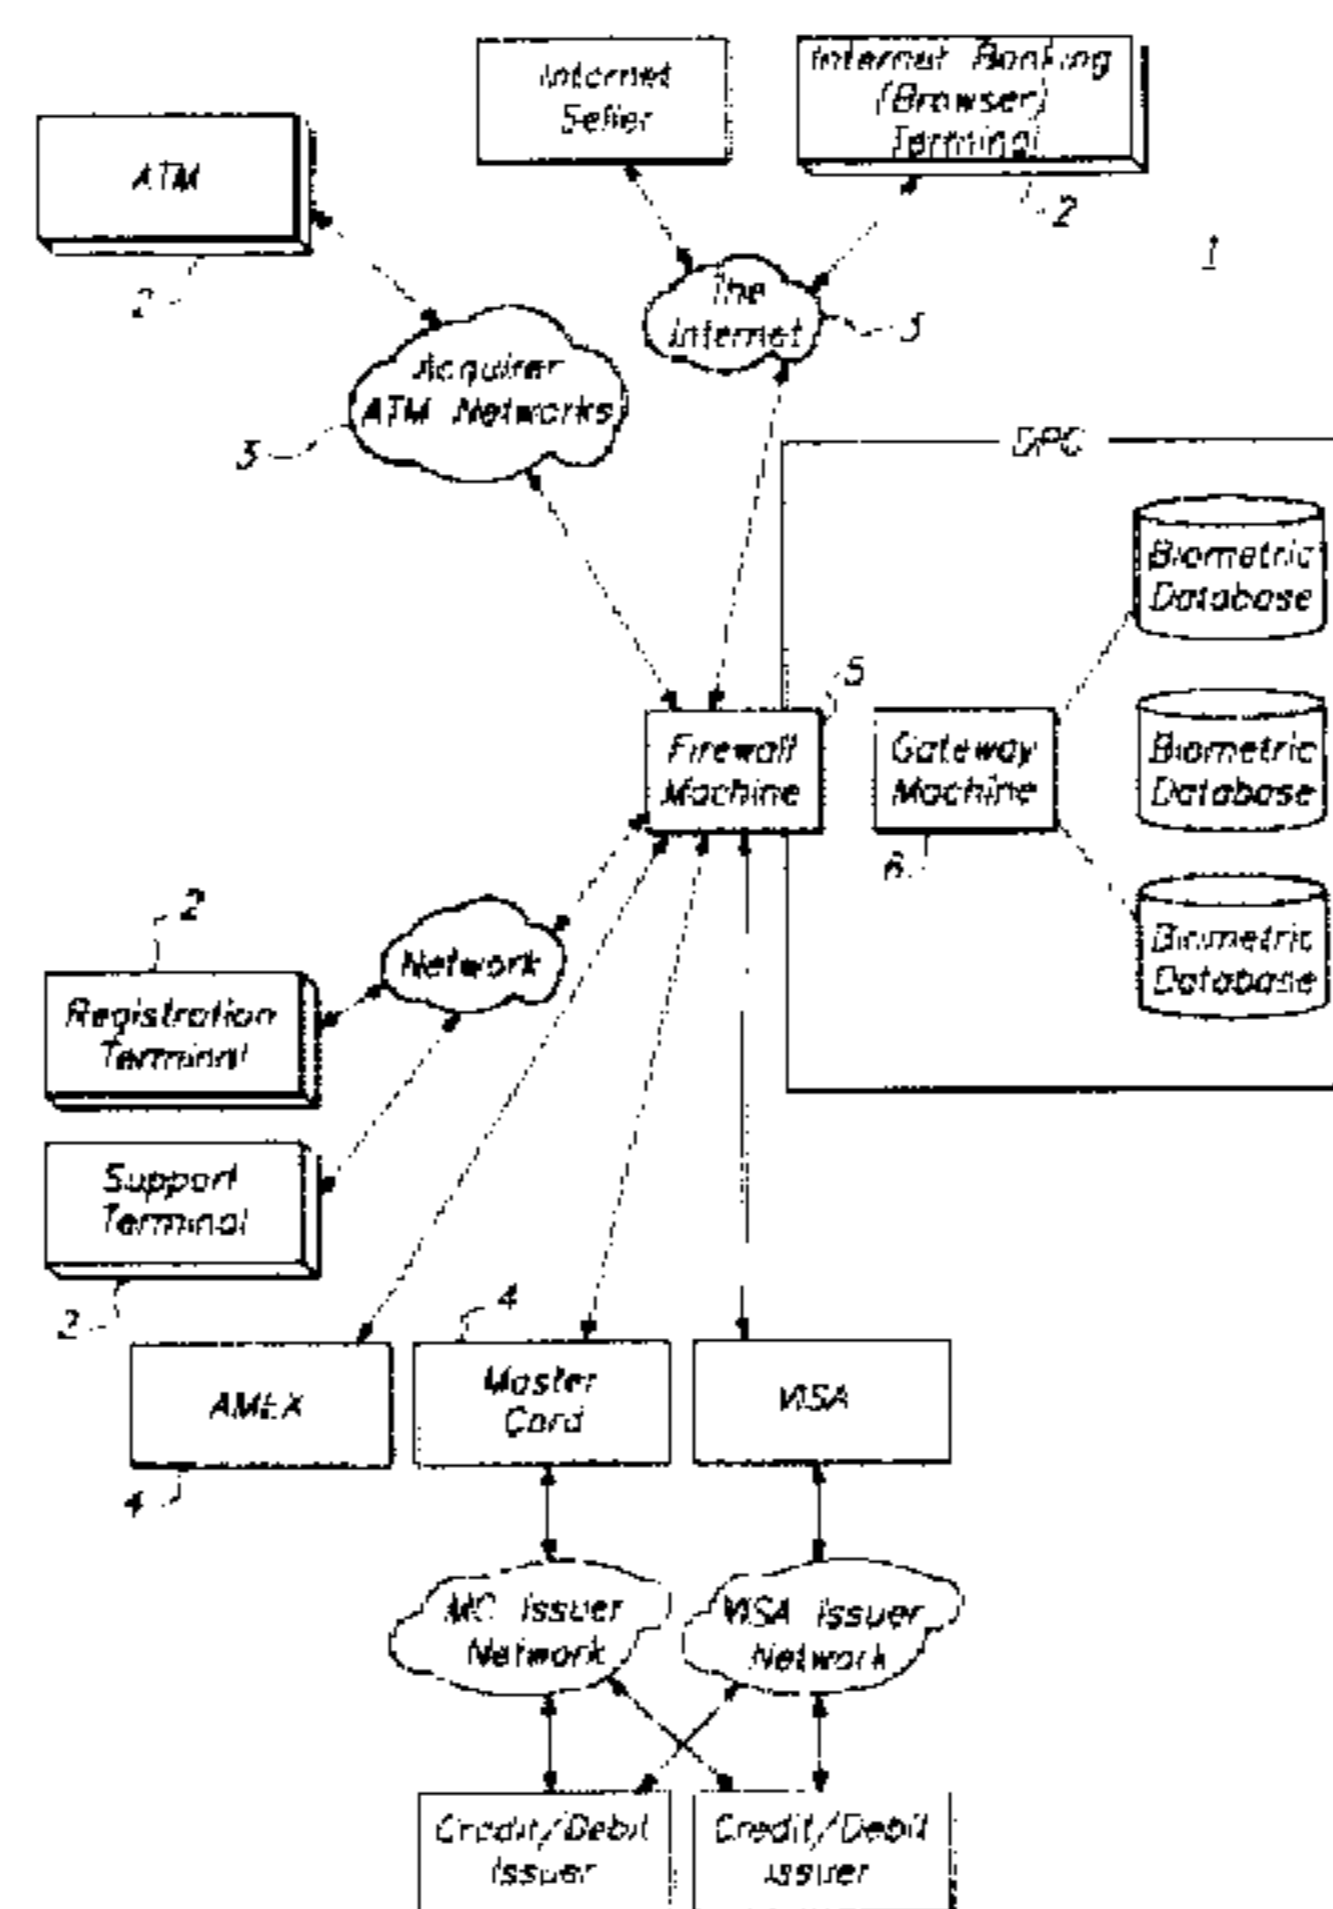 Internet
Seller
Internet Banking
(Browser)
Terminal
ATM
2
2
1
The
Internet
3
Acquirer
ATM Networks
3
DPC
Biometric
Database
5
Firewall
Machine
Gateway
Machine
Biometric
Database
6
2
Network
Biometric
Database
Registration
Terminal
Support
Terminal
2
4
AMEX
Master
Card
VISA
4
MC Issuer
Network
VISA Issuer
Network
Credit/Debit
Issuer
Credit/Debit
Issuer